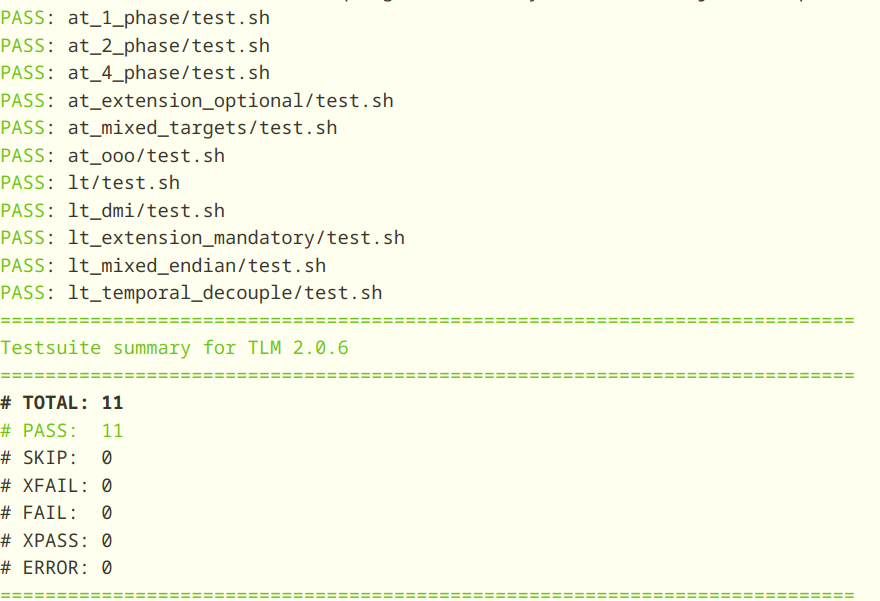 PASS: at_1_phase/test.sh
PASS: at_2_phase/test.sh
PASS: at_4_phase/test.sh
PASS: at_extension_optional/test.sh
PASS: at_mixed_targets/test.sh
PASS: at_ooo/test.sh
PASS: lt/test.sh
PASS: lt_dmi/test.sh
PASS: lt_extension_mandatory/test.sh
PASS: lt_mixed_endian/test.sh
PASS: lt_temporal_decouple/test.sh
============================================================================
Testsuite summary for TLM 2.0.6
============================================================================
# TOTAL: 11
# PASS:  11
# SKIP:  0
# XFAIL: 0
# FAIL:  0
# XPASS: 0
# ERROR: 0
============================================================================